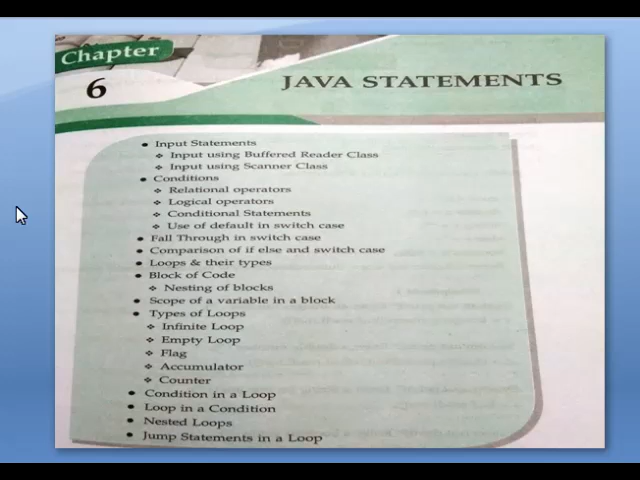 Chapter
6
JAVA STATEMENTS
• Input Statements
❖ Input using Buffered Reader Class
❖ Input using Scanner Class
• Conditions
❖ Relational operators
❖ Logical operators
❖ Conditional Statements
❖ Use of default in switch case
• Fall Through in switch case
• Comparison of if else and switch case
• Loops & their types
• Block of Code
❖ Nesting of blocks
• Scope of a variable in a block
• Types of Loops
❖ Infinite Loop
❖ Empty Loop
❖ Flag
❖ Accumulator
❖ Counter
• Condition in a Loop
• Loop in a Condition
• Nested Loops
• Jump Statements in a Loop